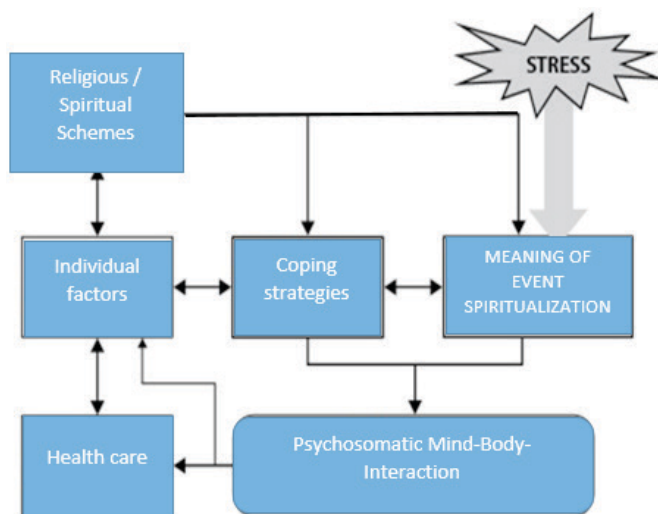 STRESS
Religious /
Spiritual
Schemes
Individual
factors
Coping
strategies
MEANING OF
EVENT
SPIRITUALIZATION
Health care
Psychosomatic Mind-Body-
Interaction